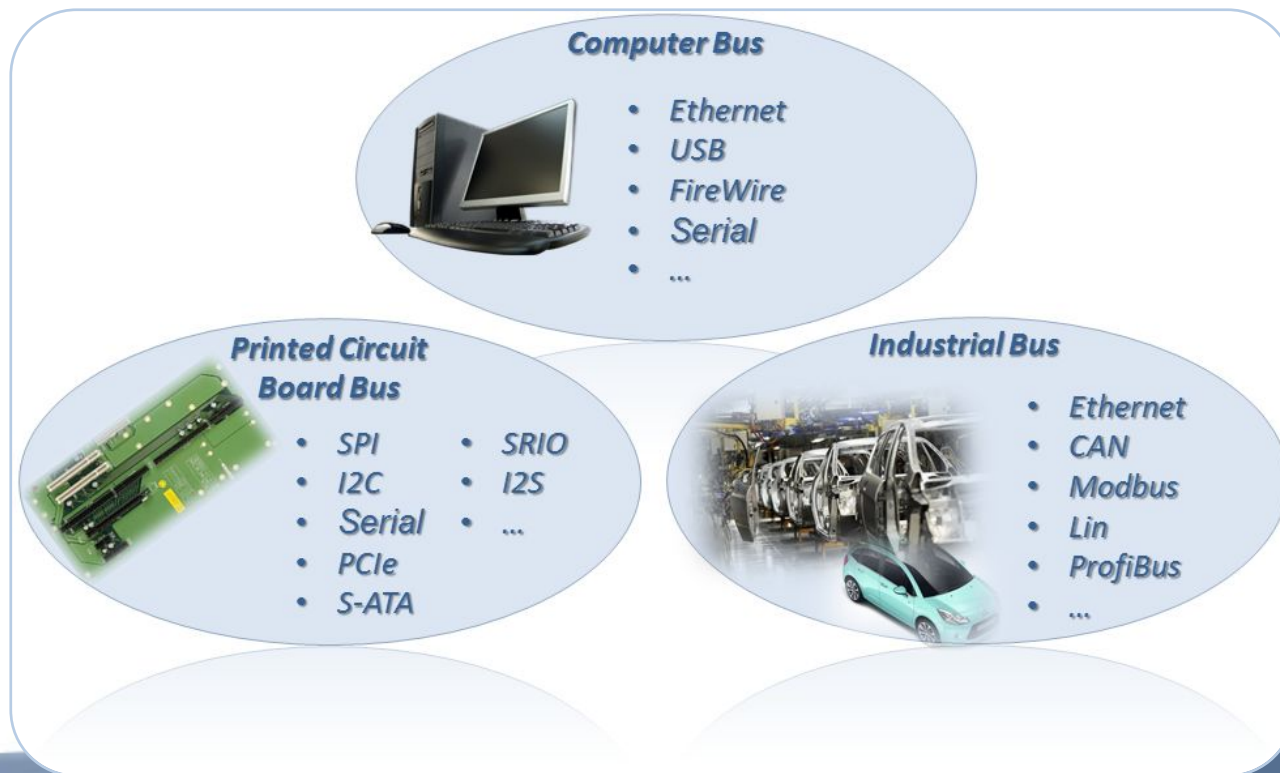 Computer Bus
• Ethernet
• USB
• FireWire
• Serial
• ...
Printed Circuit
Board Bus
• SPI
• I2C
• Serial
• PCIe
• S-ATA
• SRIO
• I2S
• ...
Industrial Bus
• Ethernet
• CAN
• Modbus
• Lin
• ProfiBus
• ...